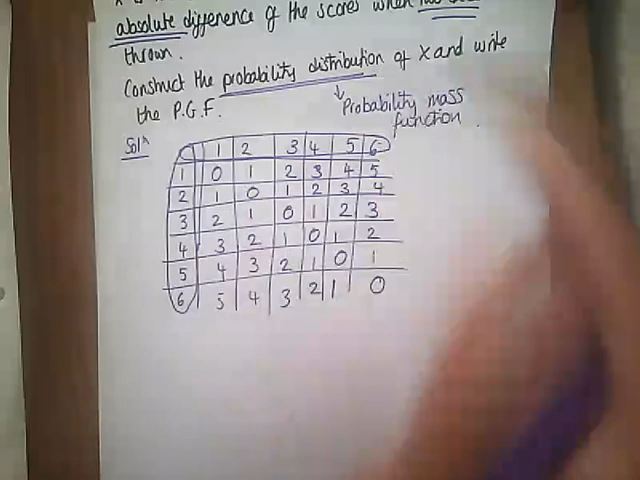 absolute difference of the scores when
thrown.
Construct the probability distribution of X and write
the P.G.F.
↓Probability mass
function.
Solⁿ
1 2 3 4 5 6
1 0 1 2 3 4 5
2 1 0 1 2 3 4
3 2 1 0 1 2 3
4 3 2 1 0 1 2
5 4 3 2 1 0 1
6 5 4 3 2 1 0